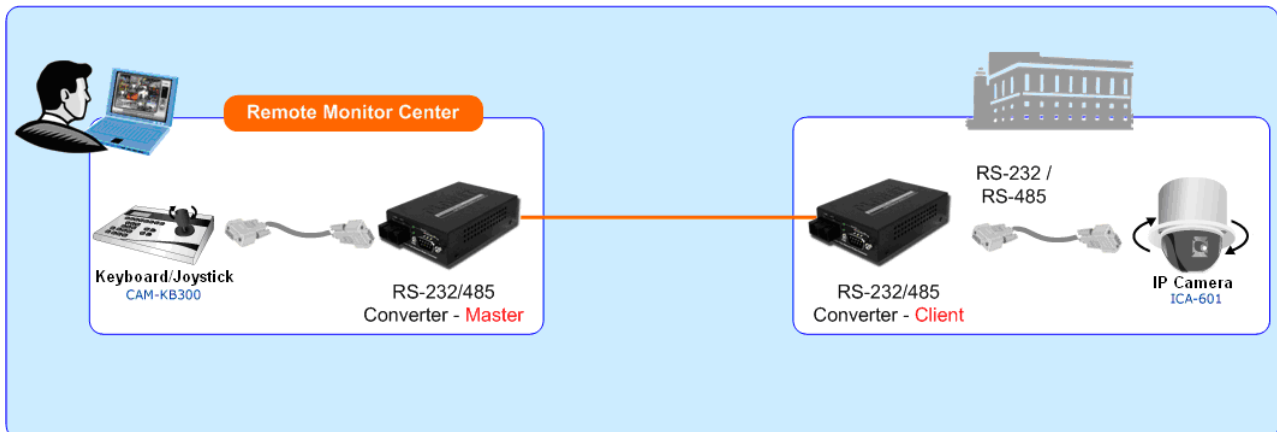 Remote Monitor Center
Keyboard/Joystick
CAM-KB300
RS-232/485
Converter - Master
RS-232/485
Converter - Client
RS-232 /
RS-485
IP Camera
ICA-601